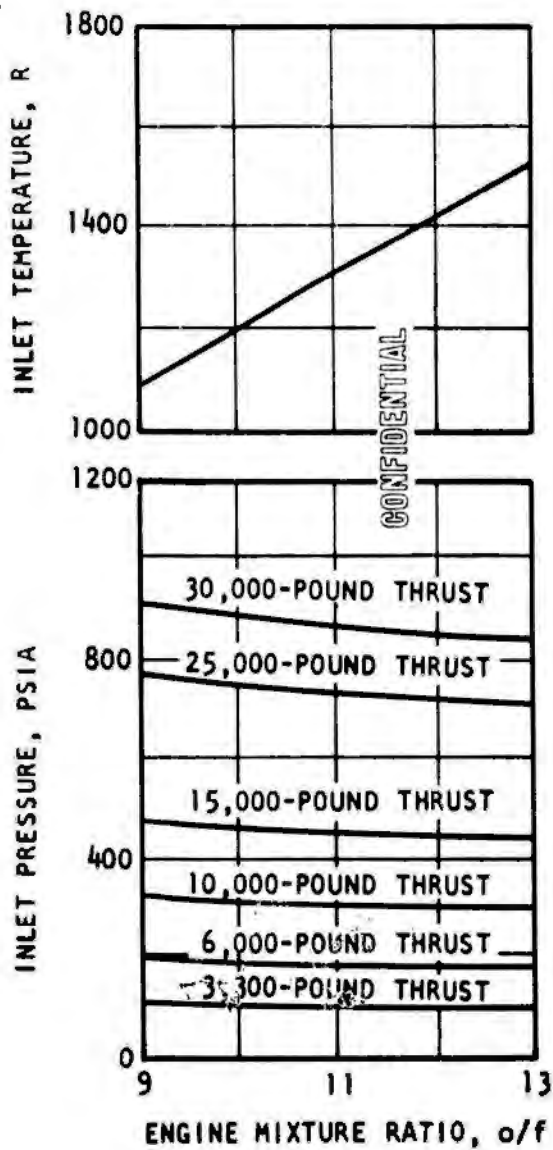 1800
1400
1000
INLET TEMPERATURE, R
CONFIDENTIAL
1200
800
400
0
INLET PRESSURE, PSIA
30,000-POUND THRUST
25,000-POUND THRUST
15,000-POUND THRUST
10,000-POUND THRUST
6,000-POUND THRUST
3,300-POUND THRUST
9
11
13
ENGINE MIXTURE RATIO, o/f